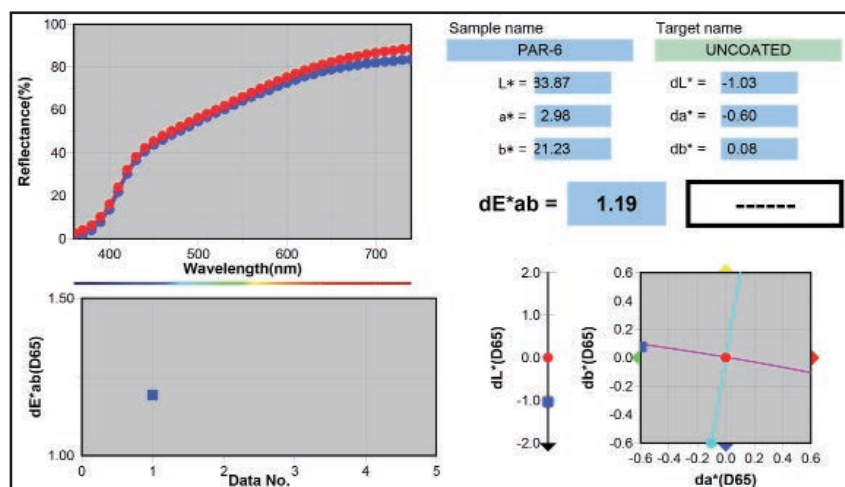 100
80
60
40
20
0
Reflectance(%)
400 500 600 700
Wavelength(nm)
Sample name Target name
PAR-6 UNCOATED
L* = 83.87 dL* = -1.03
a* = 2.98 da* = -0.60
b* = 21.23 db* = 0.08
dE*ab = 1.19 ------
1.50
1.00
dE*ab(D65)
0 1 2 3 4 5
Data No.
2.0
1.0
0.0
-1.0
-2.0
dL*(D65)
0.6
0.4
0.2
0.0
-0.2
-0.4
-0.6
db*(D65)
-0.6 -0.4 -0.2 0.0 0.2 0.4 0.6
da*(D65)